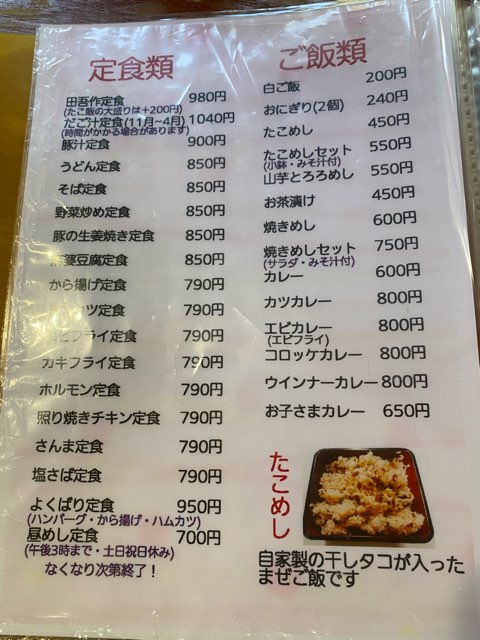 定食類
田吾作定食 980円
(たこ飯の大盛りは+200円)
だご汁定食(11月~4月) 1040円
(時間がかかる場合があります)
豚汁定食 900円
うどん定食 850円
そば定食 850円
野菜炒め定食 850円
豚の生姜焼き定食 850円
婆豆腐定食 850円
から揚げ定食 790円
ツ定食 790円
フライ定食 790円
カキフライ定食 790円
ホルモン定食 790円
照り焼きチキン定食 790円
さんま定食 790円
塩さば定食 790円
よくばり定食 950円
(ハンバーグ・から揚げ・ハムカツ)
昼めし定食 700円
(午後3時まで・土日祝日休み)
なくなり次第終了！
ご飯類
白ご飯 200円
おにぎり(2個) 240円
たこめし 450円
たこめしセット 550円
(小鉢・みそ汁付)
山芋とろろめし 550円
お茶漬け 450円
焼きめし 600円
焼きめしセット 750円
(サラダ・みそ汁付)
カレー 600円
カツカレー 800円
エビカレー 800円
(エビフライ)
コロッケカレー 800円
ウインナーカレー 800円
お子さまカレー 650円
たこめし
自家製の干しタコが入った
まぜご飯です